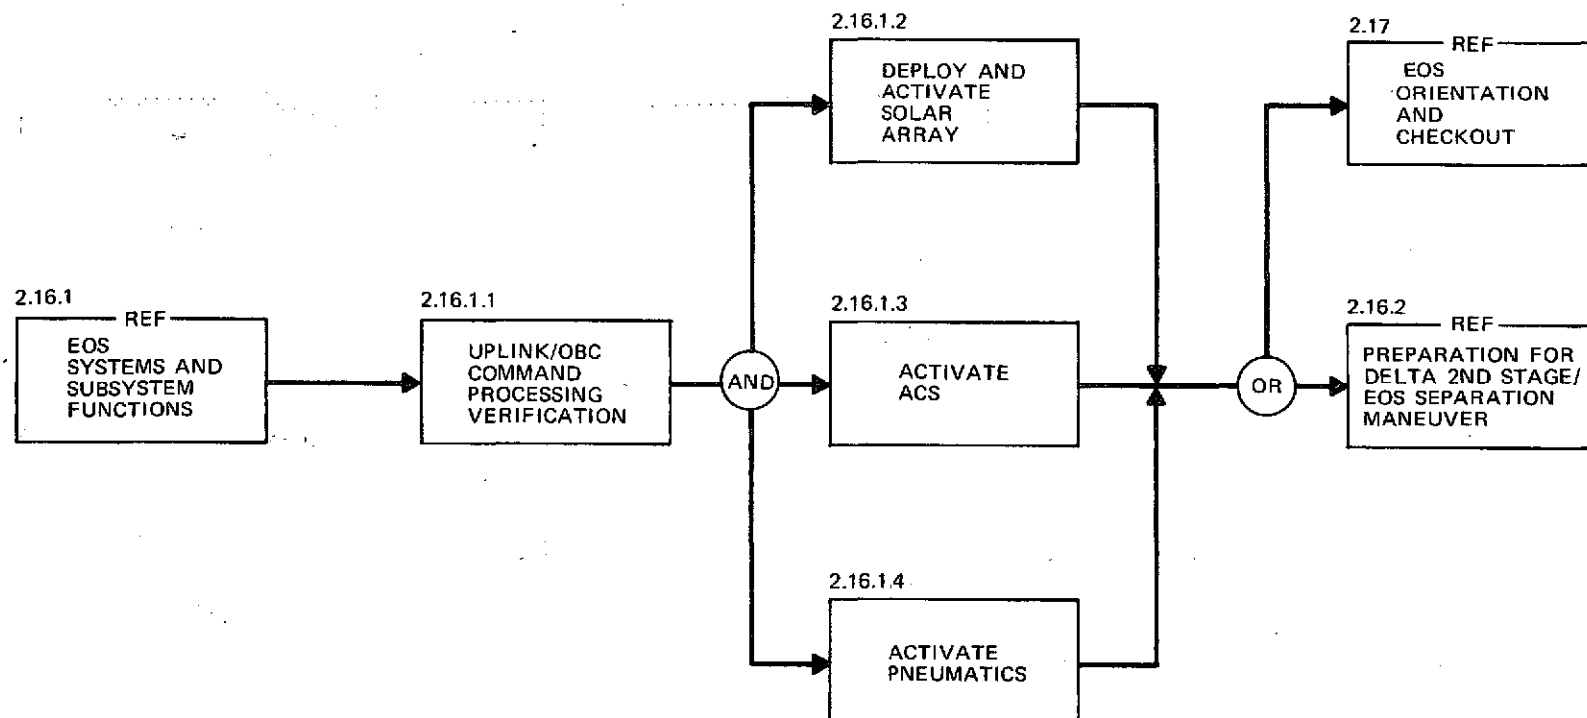 2.16.1
REF
EOS
SYSTEMS AND
SUBSYSTEM
FUNCTIONS
2.16.1.1
UPLINK/OBC
COMMAND
PROCESSING
VERIFICATION
AND
2.16.1.2
DEPLOY AND
ACTIVATE
SOLAR
ARRAY
2.16.1.3
ACTIVATE
ACS
2.16.1.4
ACTIVATE
PNEUMATICS
OR
2.17
REF
EOS
ORIENTATION
AND
CHECKOUT
2.16.2
REF
PREPARATION FOR
DELTA 2ND STAGE/
EOS SEPARATION
MANEUVER